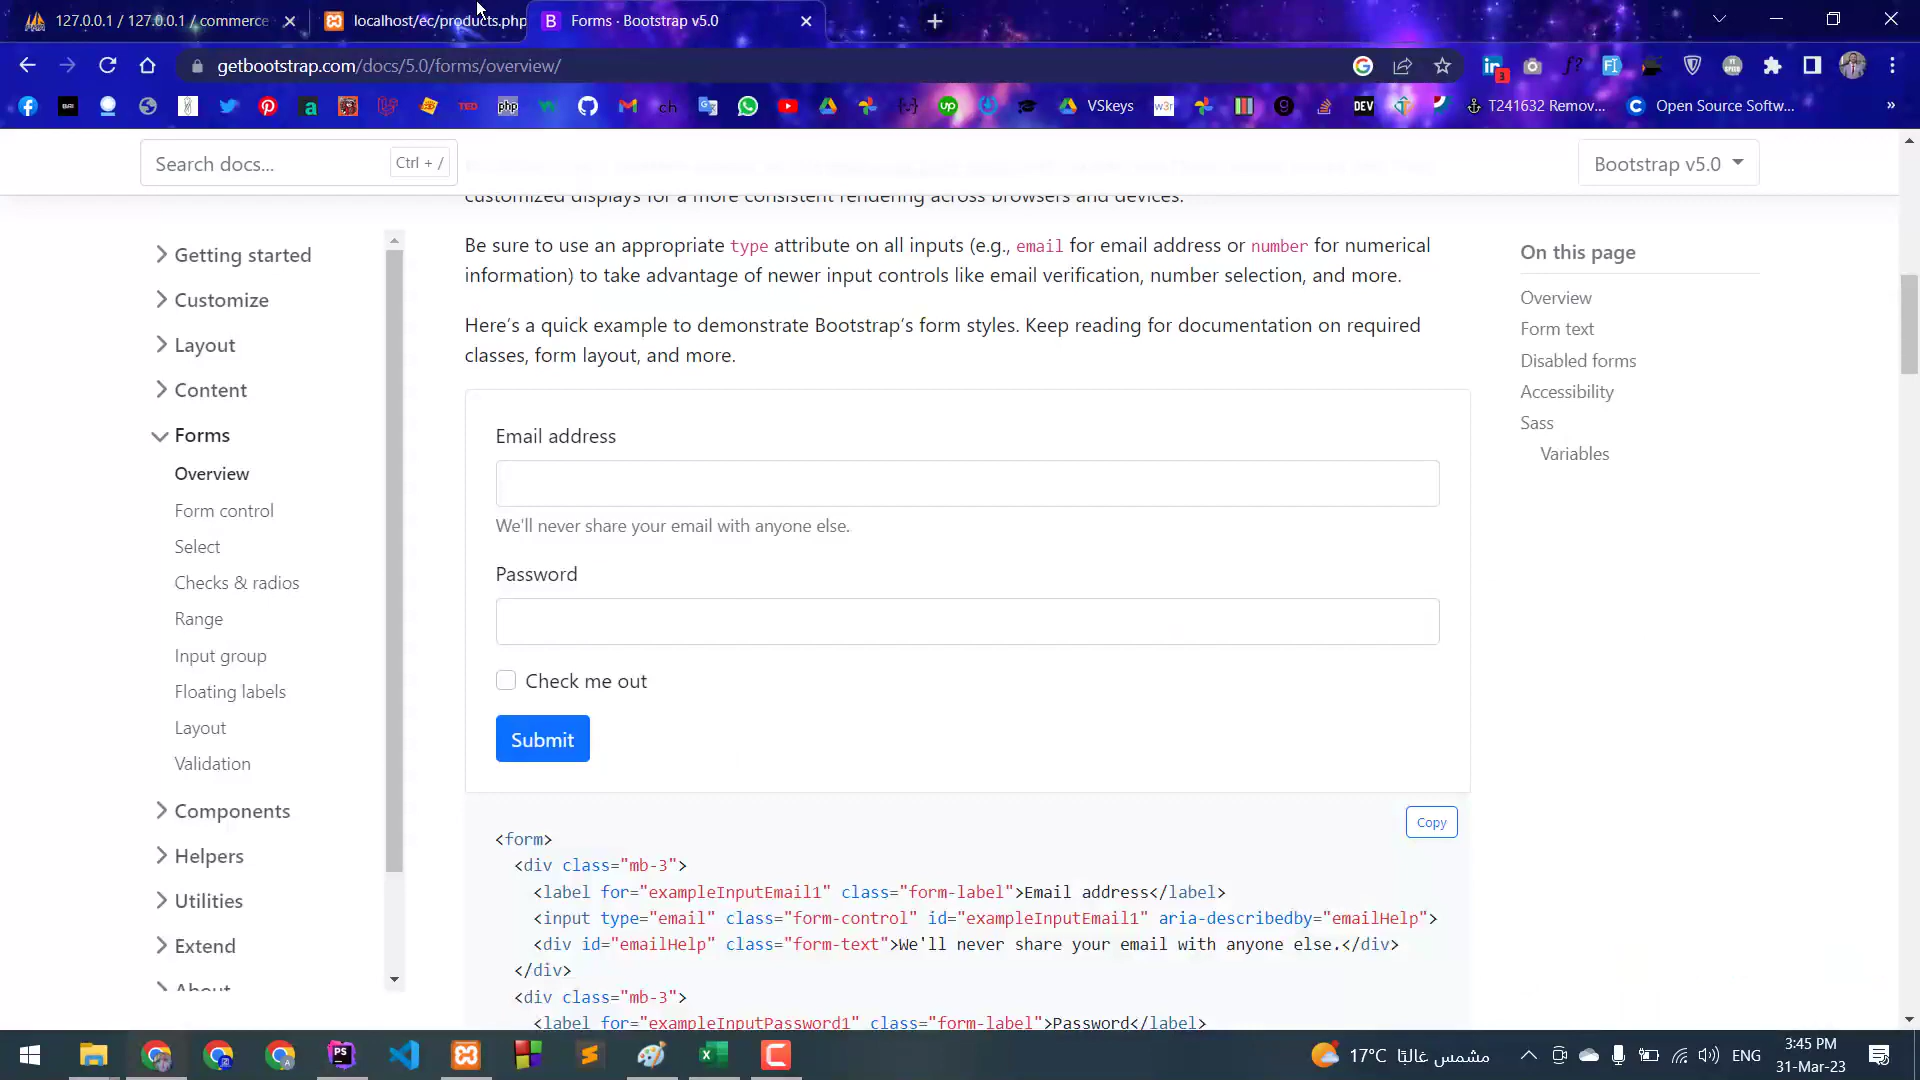 127.0.0.1 / 127.0.0.1 / commerce
localhost/ec/products.php
Forms · Bootstrap v5.0
getbootstrap.com/docs/5.0/forms/overview/
3
TED
php
ch
VSkeys
w3r
DEV
T241632 Remov...
Open Source Softw...
Search docs...
Ctrl + /
Bootstrap v5.0
customized displays for a more consistent rendering across browsers and devices.
Be sure to use an appropriate type attribute on all inputs (e.g., email for email address or number for numerical
information) to take advantage of newer input controls like email verification, number selection, and more.
Here's a quick example to demonstrate Bootstrap's form styles. Keep reading for documentation on required
classes, form layout, and more.
Getting started
Customize
Layout
Content
Forms
Overview
Form control
Select
Checks & radios
Range
Input group
Floating labels
Layout
Validation
Components
Helpers
Utilities
Extend
About
On this page
Overview
Form text
Disabled forms
Accessibility
Sass
Variables
Email address
We'll never share your email with anyone else.
Password
Check me out
Submit
Copy
<form>
<div class="mb-3">
<label for="exampleInputEmail1" class="form-label">Email address</label>
<input type="email" class="form-control" id="exampleInputEmail1" aria-describedby="emailHelp">
<div id="emailHelp" class="form-text">We'll never share your email with anyone else.</div>
</div>
<div class="mb-3">
<label for="exampleInputPassword1" class="form-label">Password</label>
PS
17°C مشمس غالبًا
ENG
3:45 PM
31-Mar-23